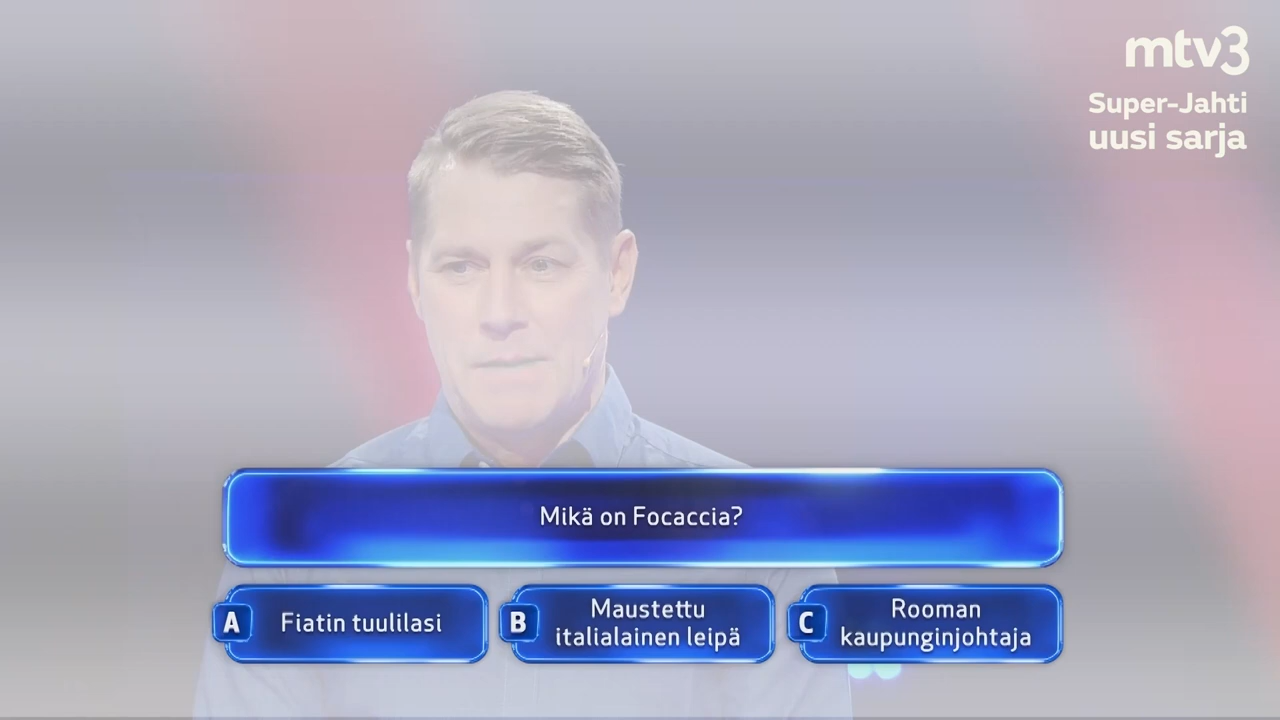 mtv3
Super-Jahti
uusi sarja
Mikä on Focaccia?
A Fiatin tuulilasi
B Maustettu
italialainen leipä
C Rooman
kaupunginjohtaja